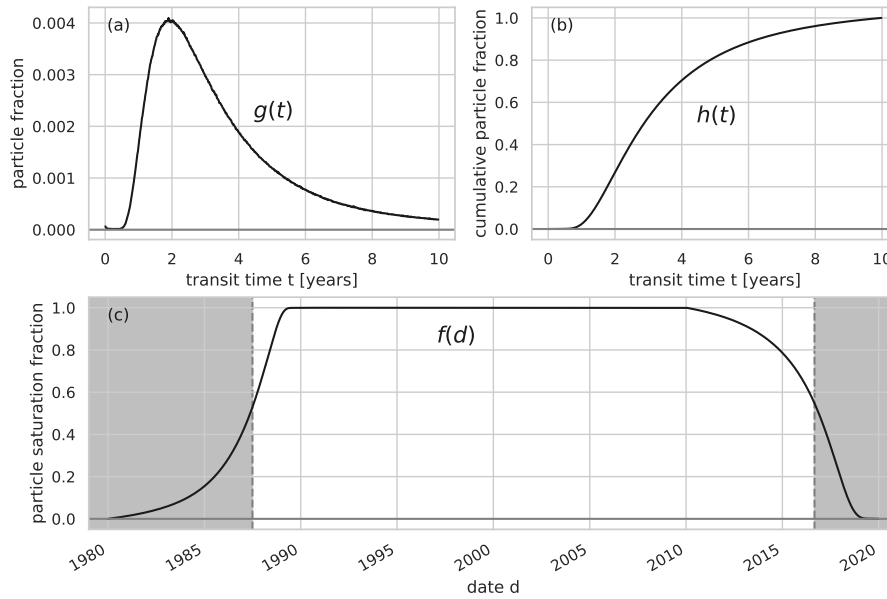 (a)
g(t)
particle fraction
0.004
0.003
0.002
0.001
0.000
0 2 4 6 8 10
transit time t [years]
(b)
h(t)
cumulative particle fraction
1.0
0.8
0.6
0.4
0.2
0.0
0 2 4 6 8 10
transit time t [years]
(c)
f(d)
particle saturation fraction
1.0
0.8
0.6
0.4
0.2
0.0
1980 1985 1990 1995 2000 2005 2010 2015 2020
date d